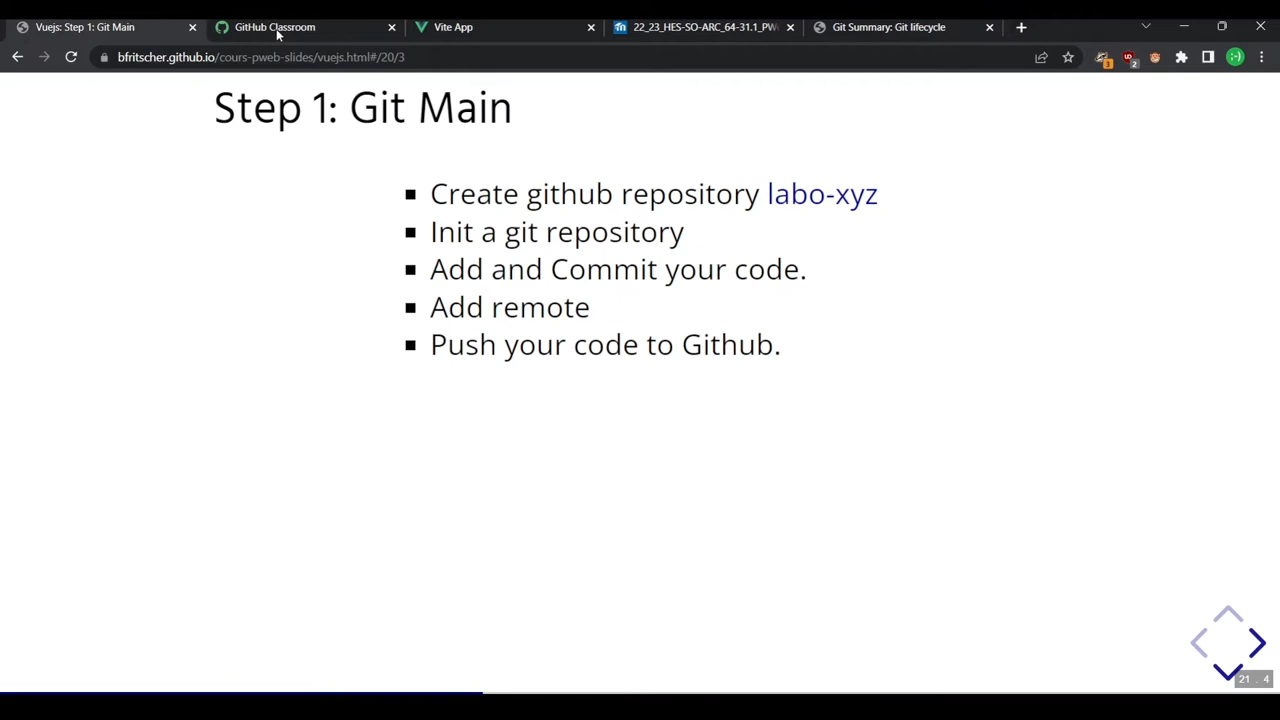 Vuejs: Step 1: Git Main
GitHub Classroom
Vite App
22_23_HES-SO-ARC_64-31.1_PW
Git Summary: Git lifecycle
bfritscher.github.io/cours-pweb-slides/vuejs.html#/20/3
3
2
Step 1: Git Main
Create github repository labo-xyz
Init a git repository
Add and Commit your code.
Add remote
Push your code to Github.
21 . 4